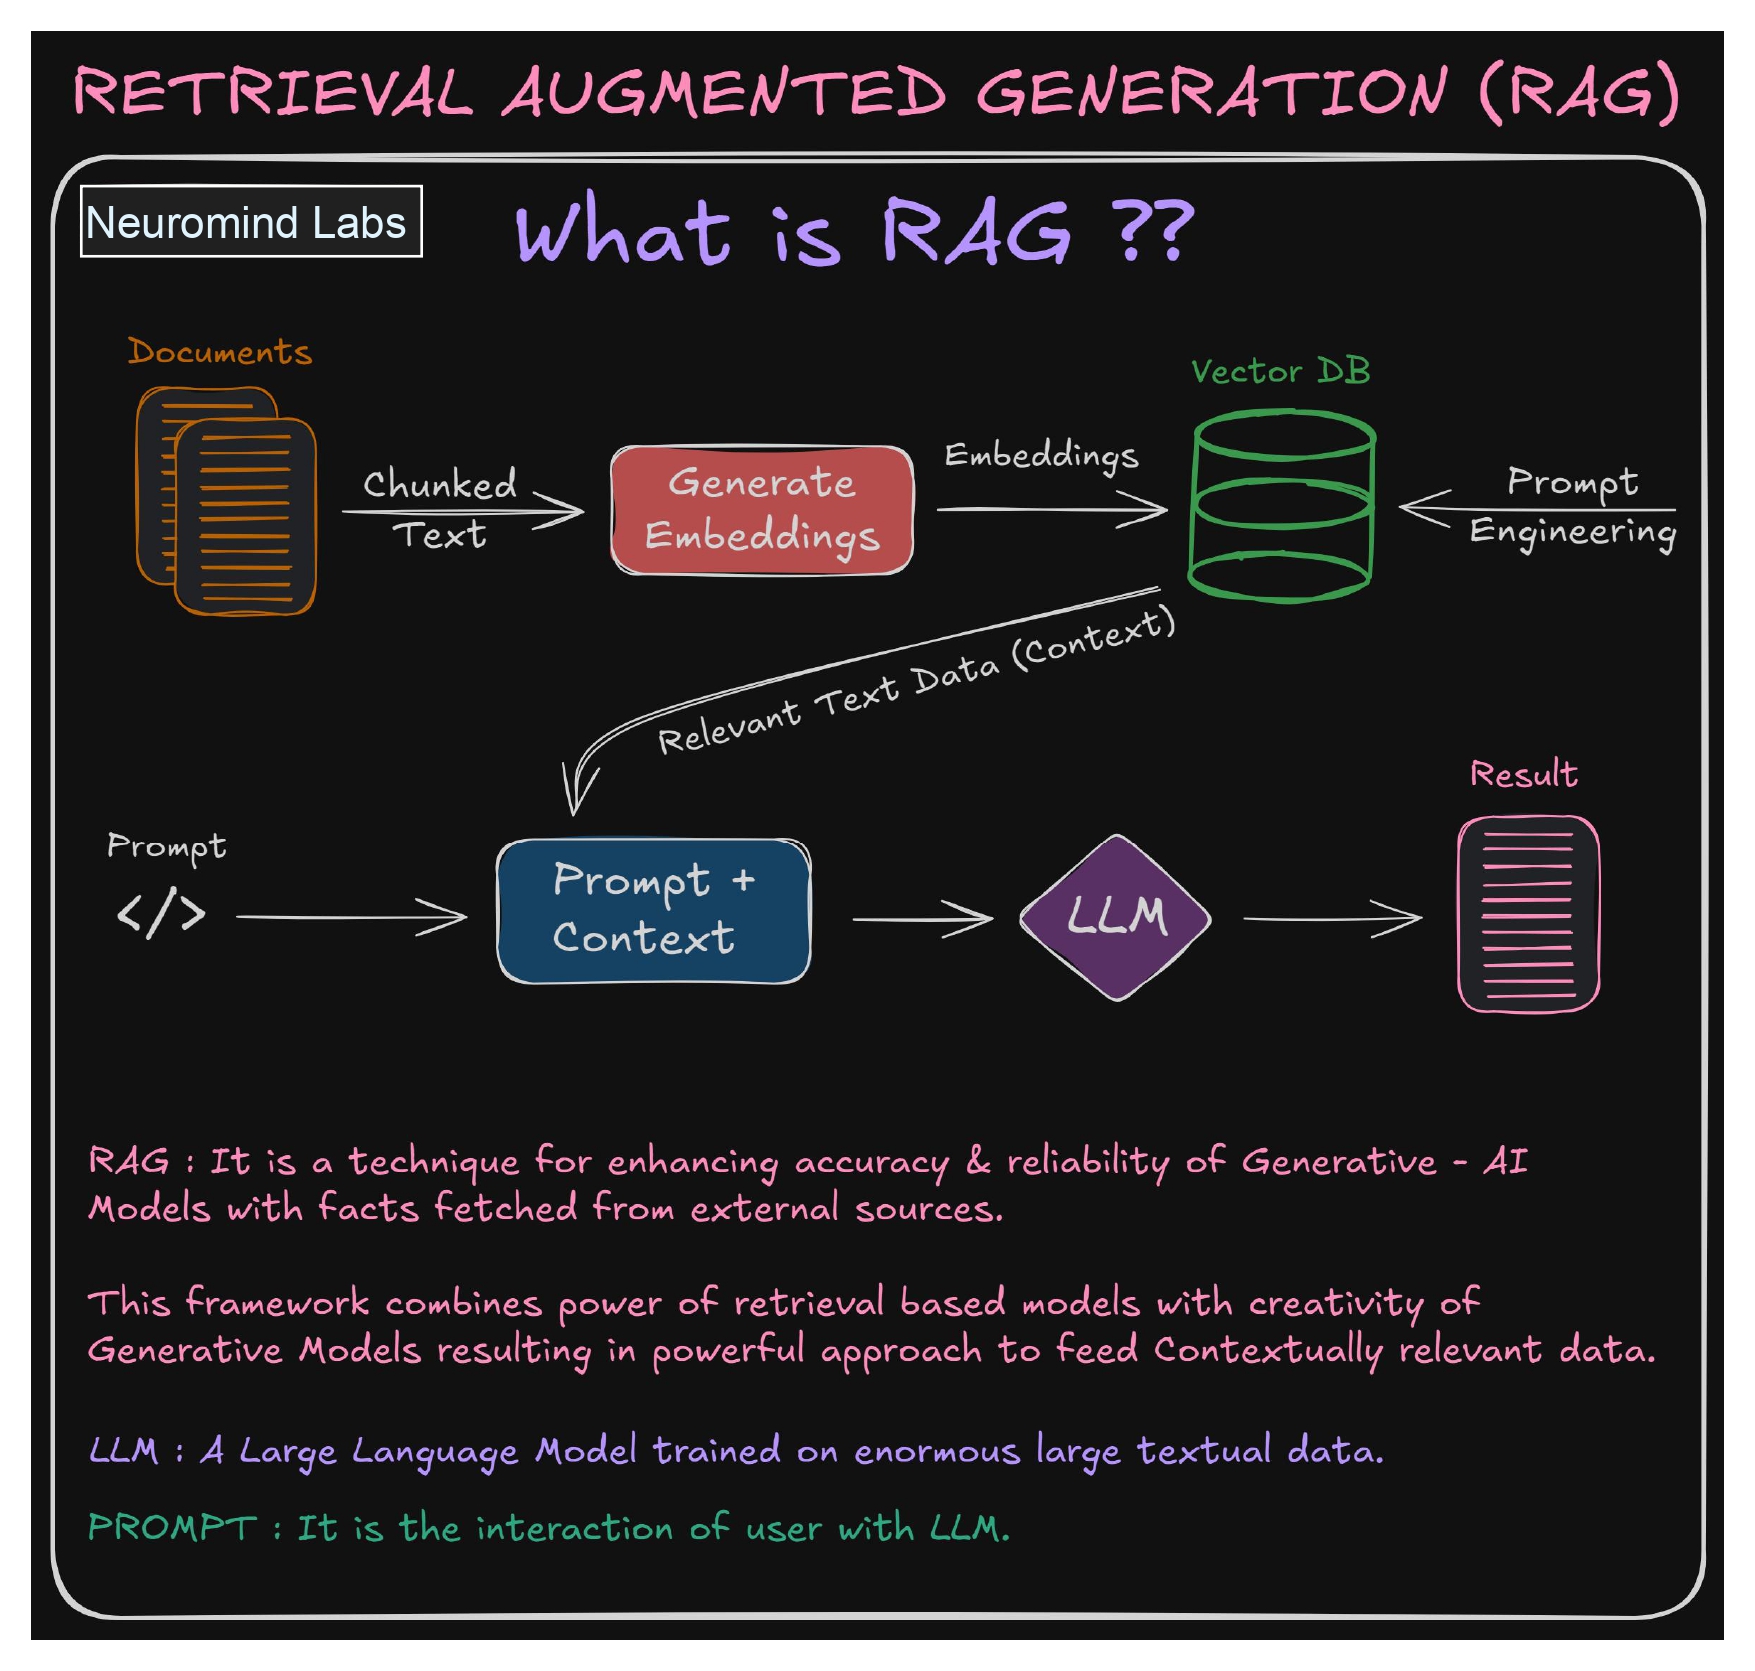 RETRIEVAL AUGMENTED GENERATION (RAG)
Neuromind Labs
What is RAG ??
Documents
Chunked
Text
Generate
Embeddings
Embeddings
Vector DB
Prompt
Engineering
Relevant Text Data (Context)
Prompt
</>
Prompt +
Context
LLM
Result
RAG : It is a technique for enhancing accuracy & reliability of Generative - AI
Models with facts fetched from external sources.
This framework combines power of retrieval based models with creativity of
Generative Models resulting in powerful approach to feed Contextually relevant data.
LLM : A Large Language Model trained on enormous large textual data.
PROMPT : It is the interaction of user with LLM.